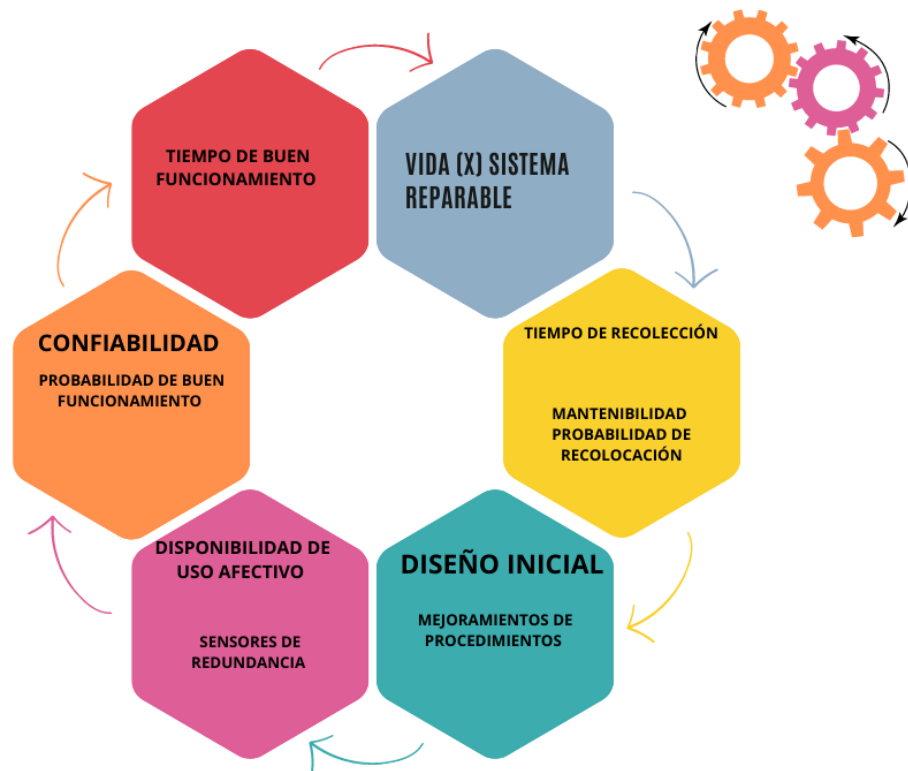 TIEMPO DE BUEN
FUNCIONAMIENTO
VIDA (X) SISTEMA
REPARABLE
TIEMPO DE RECOLECCIÓN
MANTENIBILIDAD
PROBABILIDAD DE
RECOLOCACIÓN
DISEÑO INICIAL
MEJORAMIENTOS DE
PROCEDIMIENTOS
DISPONIBILIDAD DE
USO AFECTIVO
SENSORES DE
REDUNDANCIA
CONFIABILIDAD
PROBABILIDAD DE BUEN
FUNCIONAMIENTO